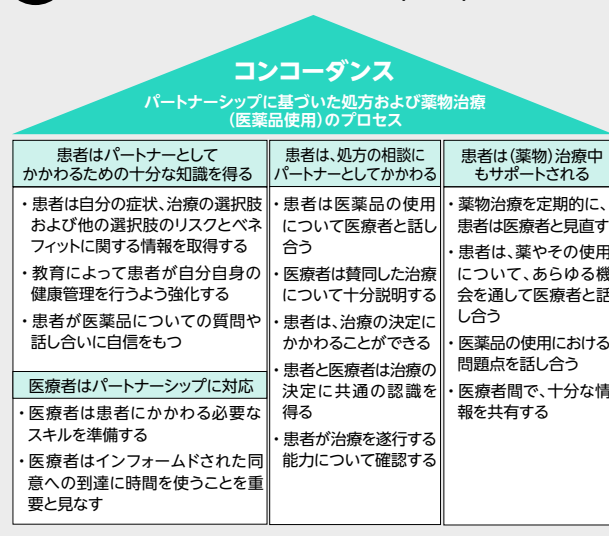 コンコーダンス
パートナーシップに基づいた処方および薬物治療
（医薬品使用）のプロセス
患者はパートナーとして
かかわるための十分な知識を得る
・患者は自分の症状、治療の選択肢
および他の選択肢のリスクとベネ
フィットに関する情報を取得する
・教育によって患者が自分自身の
健康管理を行うよう強化する
・患者が医薬品についての質問や
話し合いに自信をもつ
医療者はパートナーシップに対応
・医療者は患者にかかわる必要な
スキルを準備する
・医療者はインフォームドされた同
意への到達に時間を使うことを重
要と見なす
患者は、処方の相談に
パートナーとしてかかわる
・患者は医薬品の使用
について医療者と話し
合う
・医療者は賛同した治療
について十分説明する
・患者は、治療の決定に
かかわることができる
・患者と医療者は治療の
決定に共通の認識を
得る
・患者が治療を遂行する
能力について確認する
患者は（薬物）治療中
もサポートされる
・薬物治療を定期的に、
患者は医療者と見直す
・患者は、薬やその使用
について、あらゆる機
会を通して医療者と話
し合う
・医薬品の使用における
問題点を話し合う
・医療者間で、十分な情
報を共有する